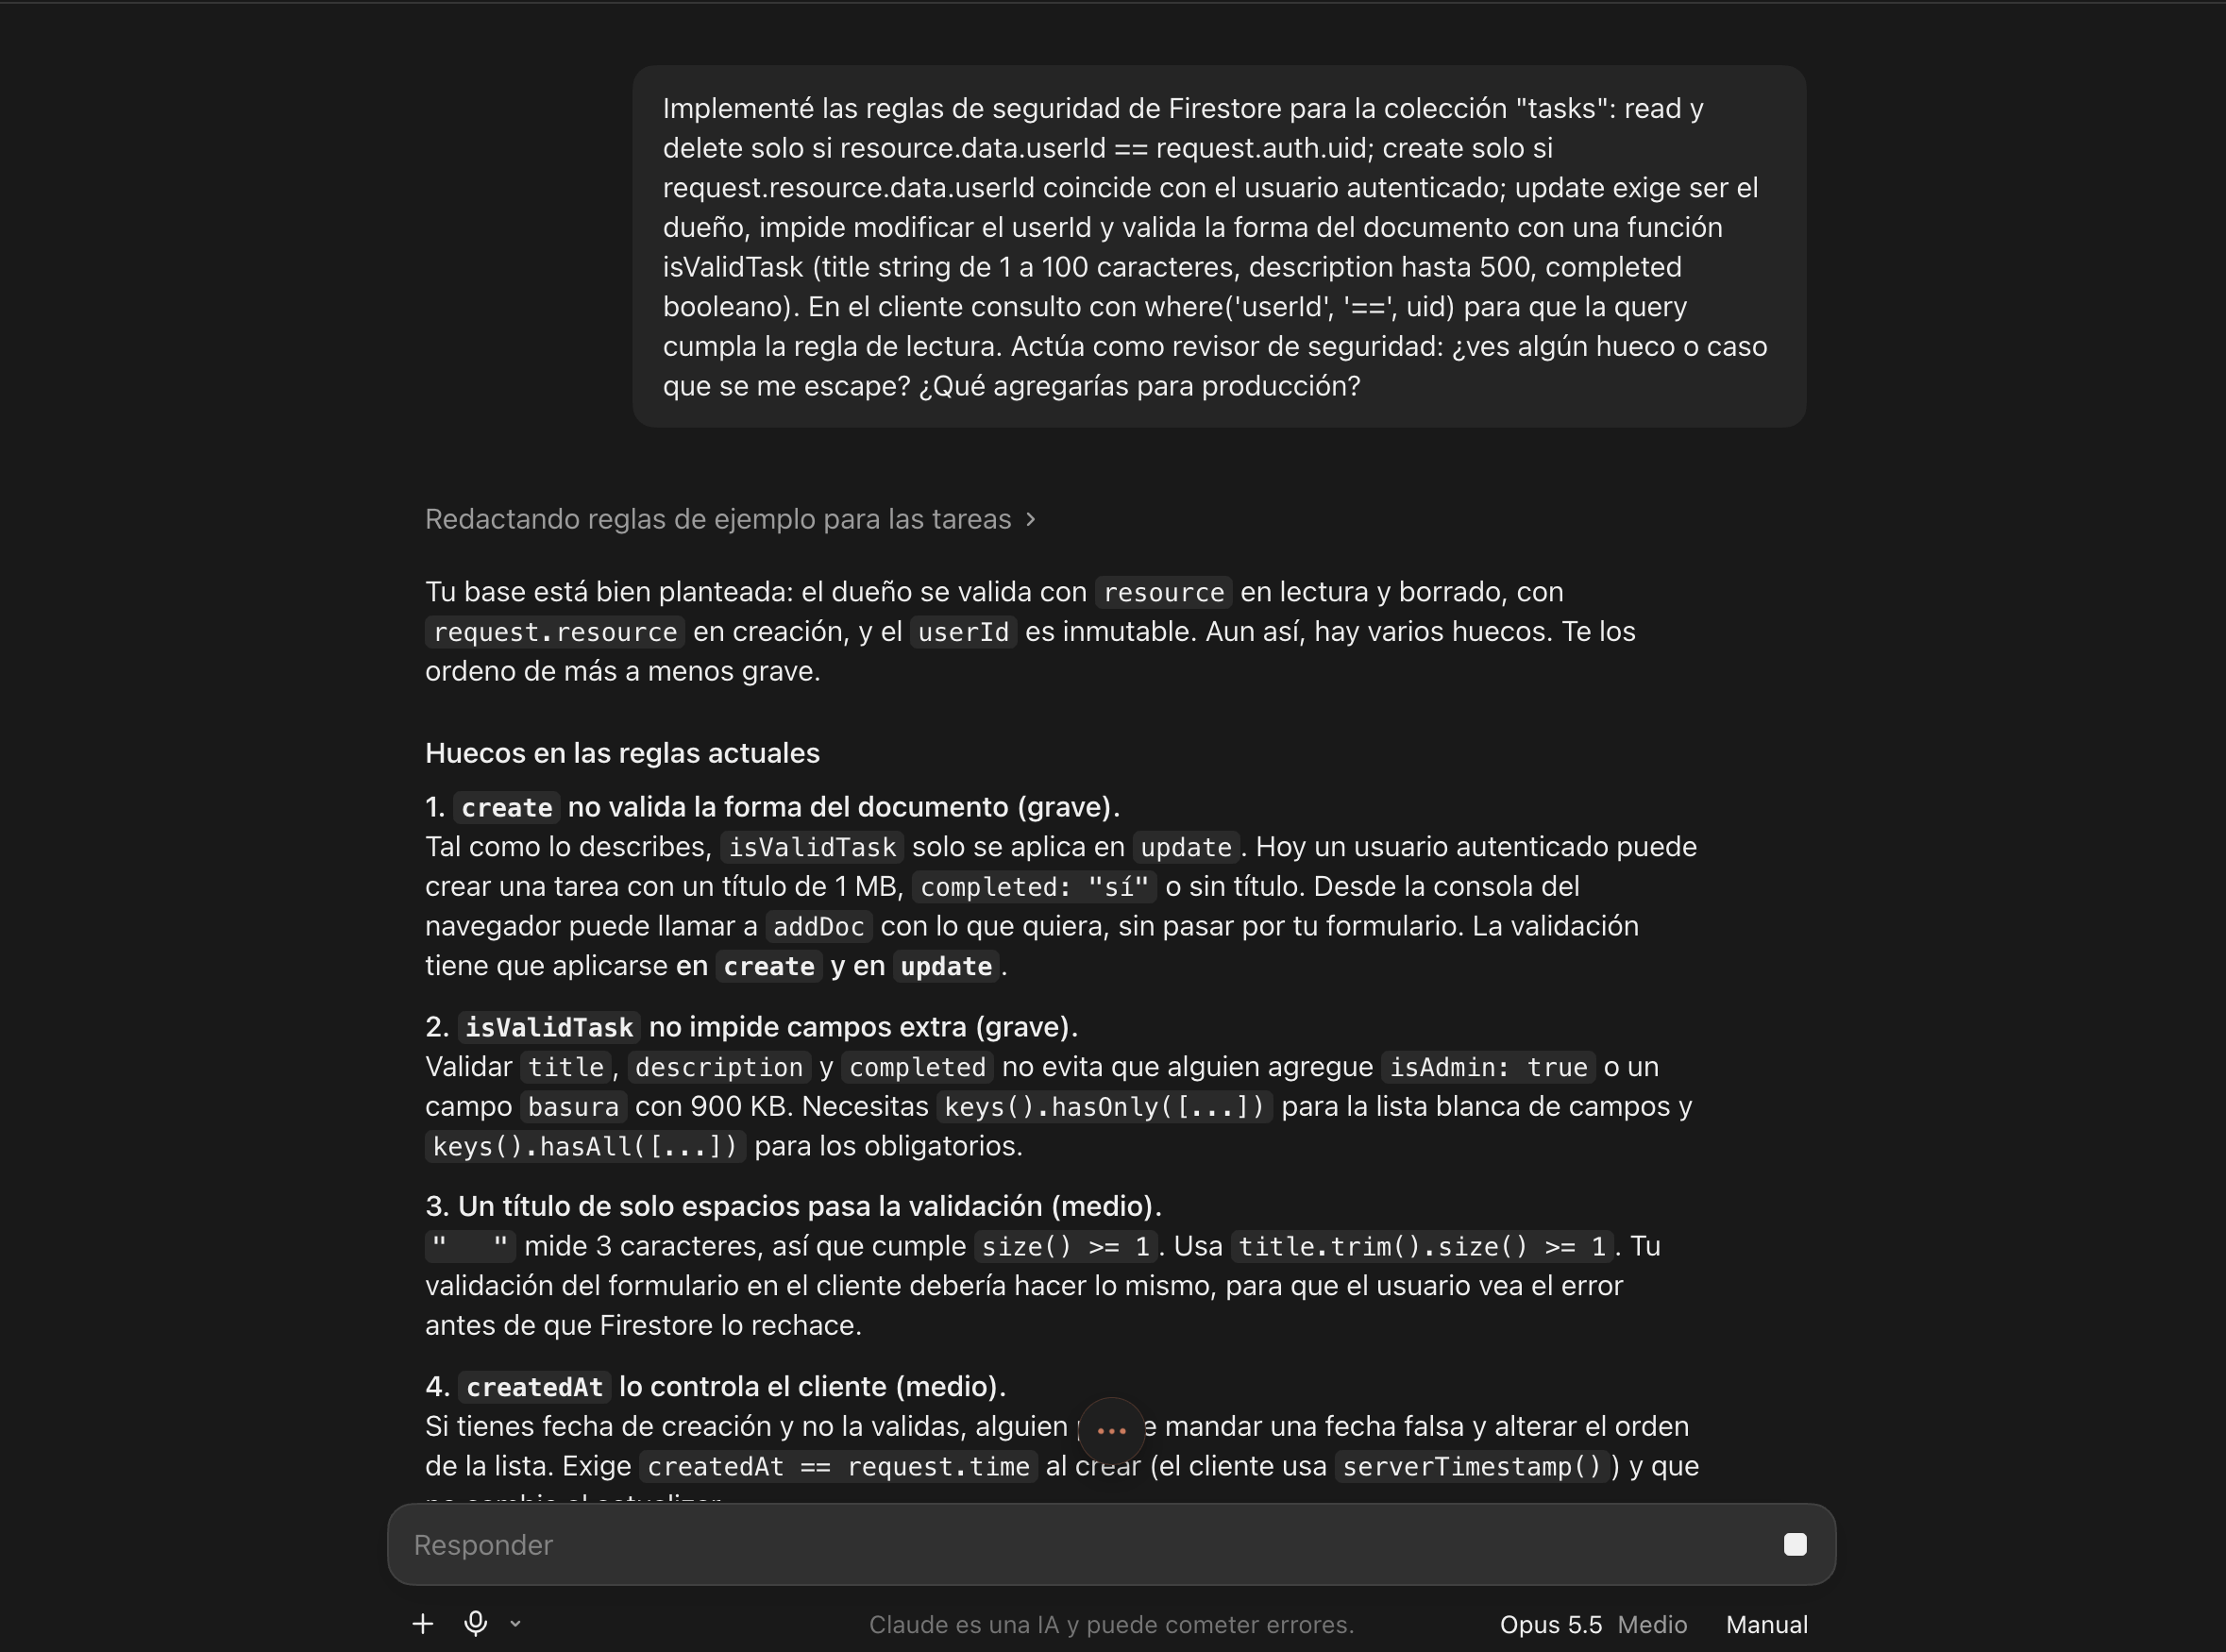 Implementé las reglas de seguridad de Firestore para la colección "tasks": read y
delete solo si resource.data.userId == request.auth.uid; create solo si
request.resource.data.userId coincide con el usuario autenticado; update exige ser el
dueño, impide modificar el userId y valida la forma del documento con una función
isValidTask (title string de 1 a 100 caracteres, description hasta 500, completed
booleano). En el cliente consulto con where('userId', '==', uid) para que la query
cumpla la regla de lectura. Actúa como revisor de seguridad: ¿ves algún hueco o caso
que se me escape? ¿Qué agregarías para producción?
Redactando reglas de ejemplo para las tareas >
Tu base está bien planteada: el dueño se valida con resource en lectura y borrado, con
request.resource en creación, y el userId es inmutable. Aun así, hay varios huecos. Te los
ordeno de más a menos grave.
Huecos en las reglas actuales
1. create no valida la forma del documento (grave).
Tal como lo describes, isValidTask solo se aplica en update. Hoy un usuario autenticado puede
crear una tarea con un título de 1 MB, completed: "sí" o sin título. Desde la consola del
navegador puede llamar a addDoc con lo que quiera, sin pasar por tu formulario. La validación
tiene que aplicarse en create y en update.
2. isValidTask no impide campos extra (grave).
Validar title, description y completed no evita que alguien agregue isAdmin: true o un
campo basura con 900 KB. Necesitas keys().hasOnly([...]) para la lista blanca de campos y
keys().hasAll([...]) para los obligatorios.
3. Un título de solo espacios pasa la validación (medio).
"   " mide 3 caracteres, así que cumple size() >= 1. Usa title.trim().size() >= 1. Tu
validación del formulario en el cliente debería hacer lo mismo, para que el usuario vea el error
antes de que Firestore lo rechace.
4. createdAt lo controla el cliente (medio).
Si tienes fecha de creación y no la validas, alguien mandar una fecha falsa y alterar el orden
de la lista. Exige createdAt == request.time al crear (el cliente usa serverTimestamp()) y que
Responder
Claude es una IA y puede cometer errores.
Opus 5.5 Medio Manual